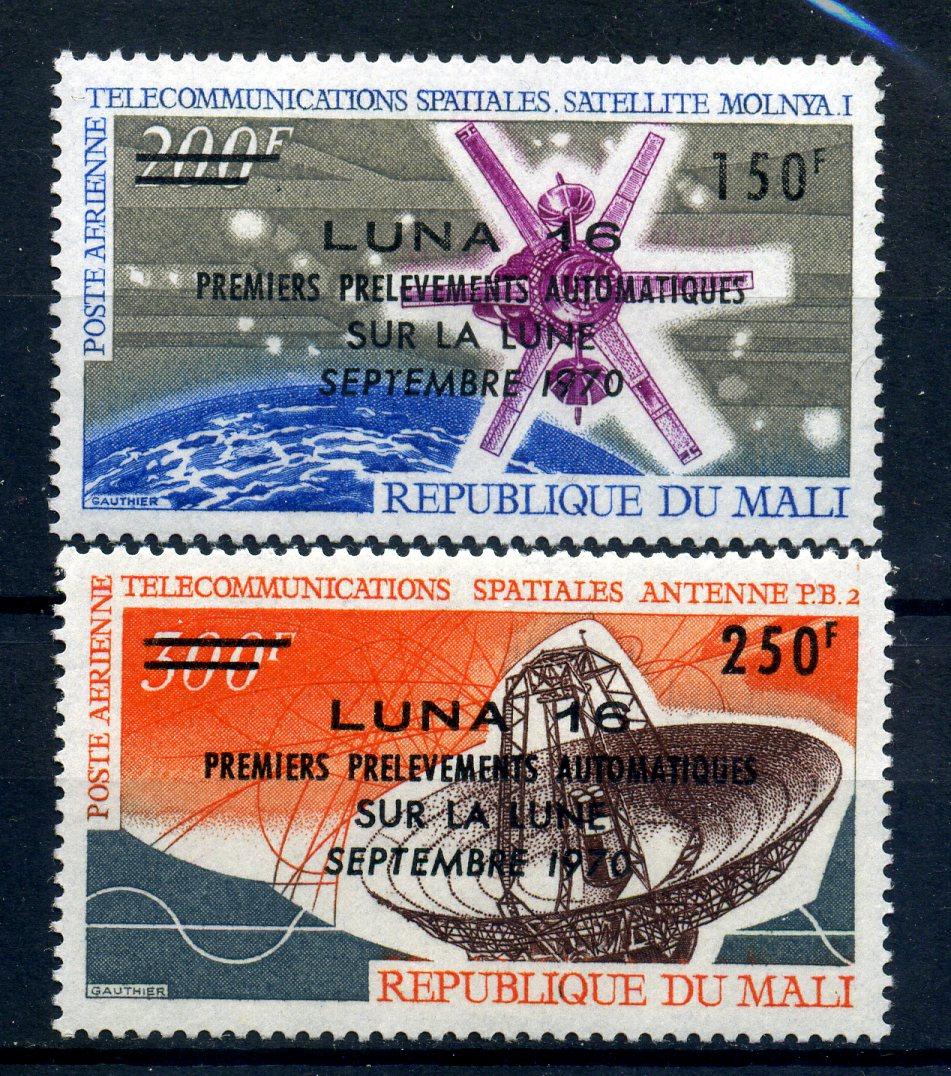 TELECOMMUNICATIONS SPATIALES. SATELLITE MOLNYA.I
POSTE AERIENNE
200F
150F
LUNA 16
PREMIERS PRELEVEMENTS AUTOMATIQUES
SUR LA LUNE
SEPTEMBRE 1970
GAUTHIER
REPUBLIQUE DU MALI
TELECOMMUNICATIONS SPATIALES ANTENNE P.B. 2
POSTE AERIENNE
300F
250F
LUNA 16
PREMIERS PRELEVEMENTS AUTOMATIQUES
SUR LA LUNE
SEPTEMBRE 1970
GAUTHIER
REPUBLIQUE DU MALI